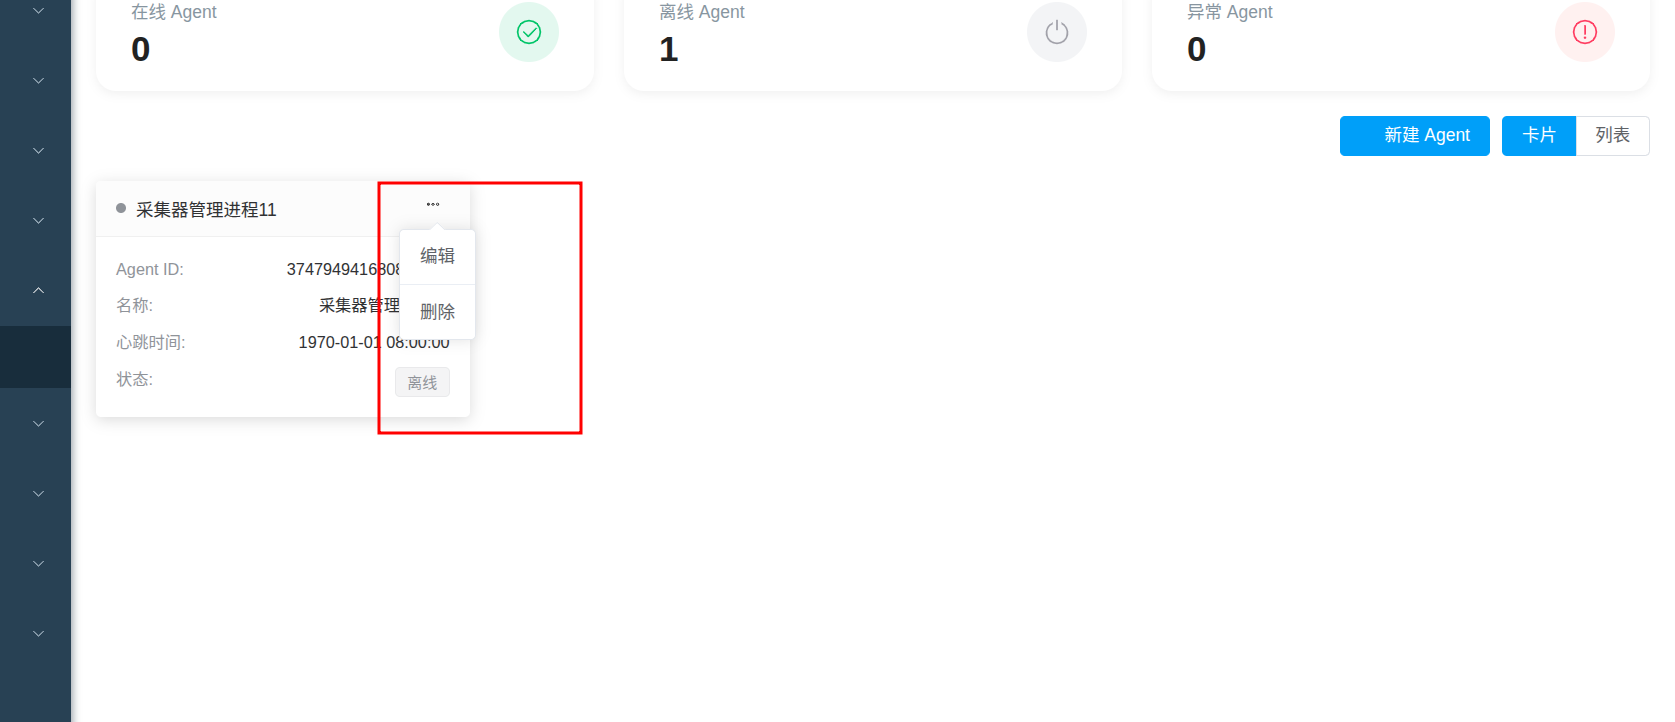 在线 Agent
0
离线 Agent
1
异常 Agent
0
新建 Agent
卡片
列表
采集器管理进程11
编辑
删除
Agent ID:
3747949416808
名称:
采集器管理
心跳时间:
1970-01-01 08:00:00
状态:
离线